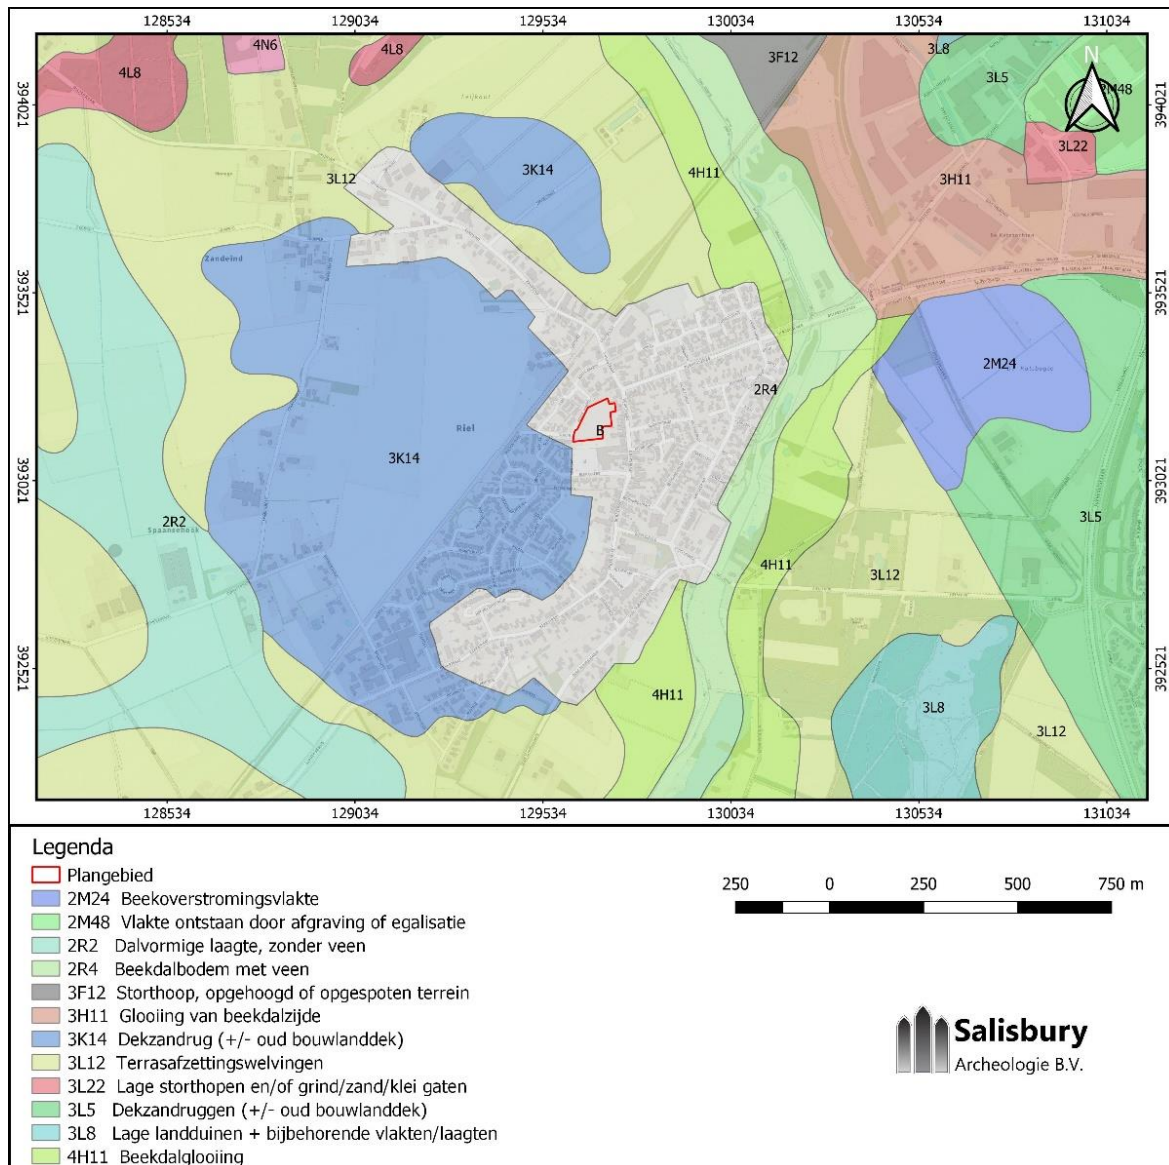 128534 129034 129534 130034 130534 131034
4N6
4L8
3L8
4L8
3F12
3L5
N
2M48
394021
394021
3L22
3K14
4H11
3L12
3H11
Zandeind
393521
393521
2M24
2R4
B
Riel
3K14
393021
393021
2R2
3L5
Spaansehoek
4H11
3L12
392521
392521
4H11
3L8
3L12
128534 129034 129534 130034 130534 131034
Legenda
Plangebied
2M24 Beekoverstromingsvlakte
2M48 Vlakte ontstaan door afgraving of egalisatie
2R2 Dalvormige laagte, zonder veen
2R4 Beekdalbodem met veen
3F12 Storthoop, opgehoogd of opgespoten terrein
3H11 Glooiing van beekdalzijde
3K14 Dekzandrug (+/- oud bouwlanddek)
3L12 Terrasafzettingswelvingen
3L22 Lage storthopen en/of grind/zand/klei gaten
3L5 Dekzandruggen (+/- oud bouwlanddek)
3L8 Lage landduinen + bijbehorende vlakten/laagten
4H11 Beekdalglooiing
250 0 250 500 750 m
Salisbury
Archeologie B.V.